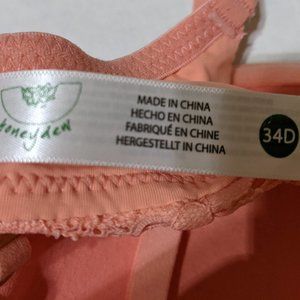 honeydew
MADE IN CHINA
HECHO EN CHINA
FABRIQUÉ EN CHINE
HERGESTELLT IN CHINA
34D